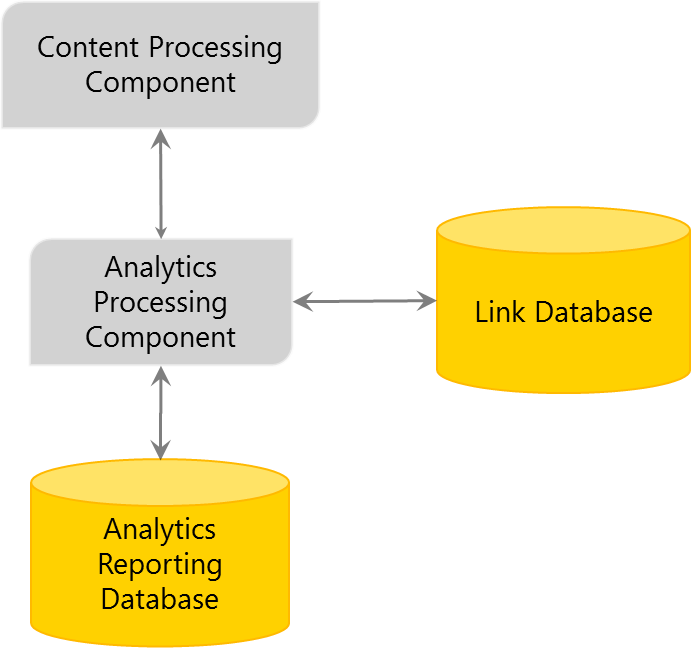 Content Processing
Component
Analytics
Processing
Component
Link Database
Analytics
Reporting
Database